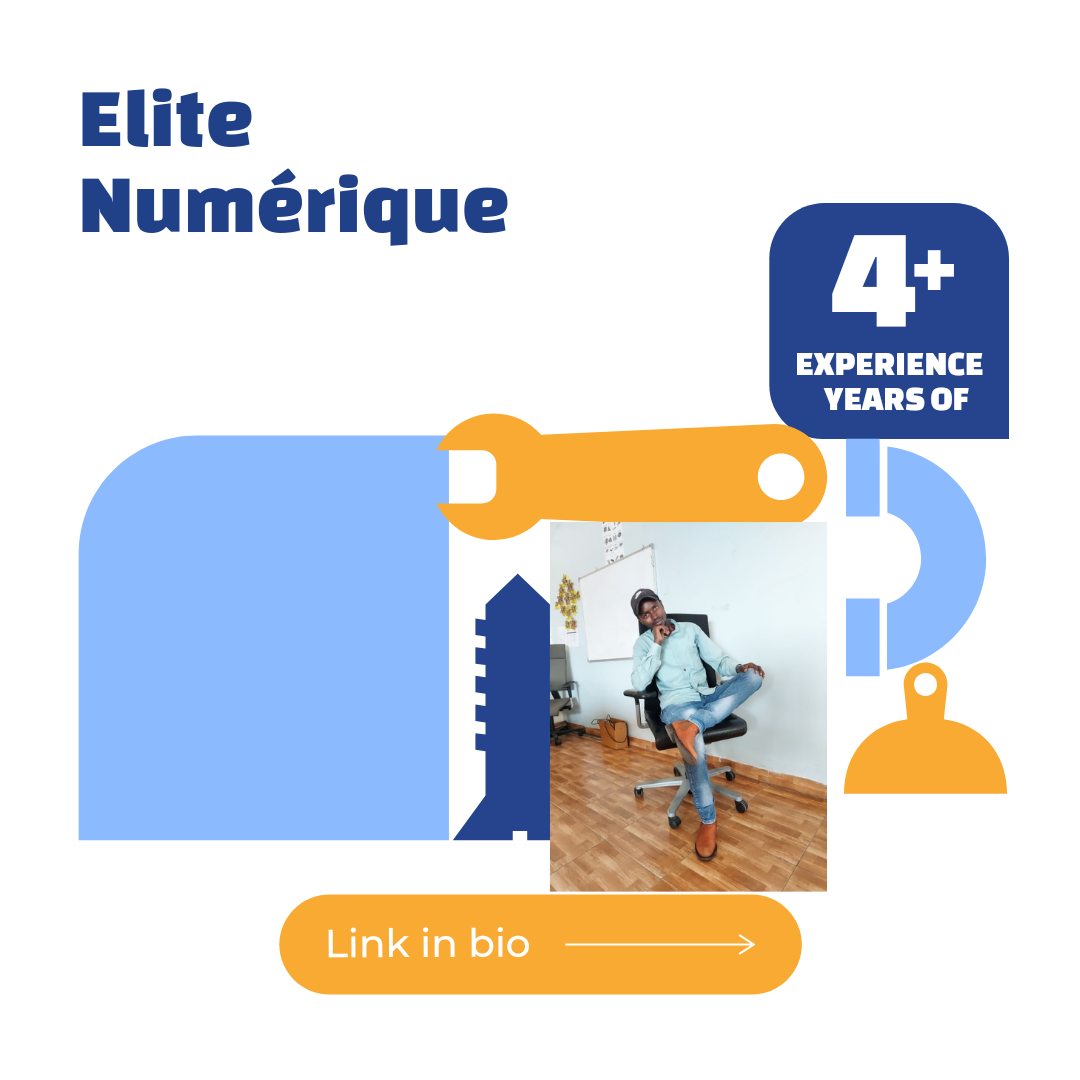 Elite
Numérique
4+
EXPERIENCE
YEARS OF
Link in bio